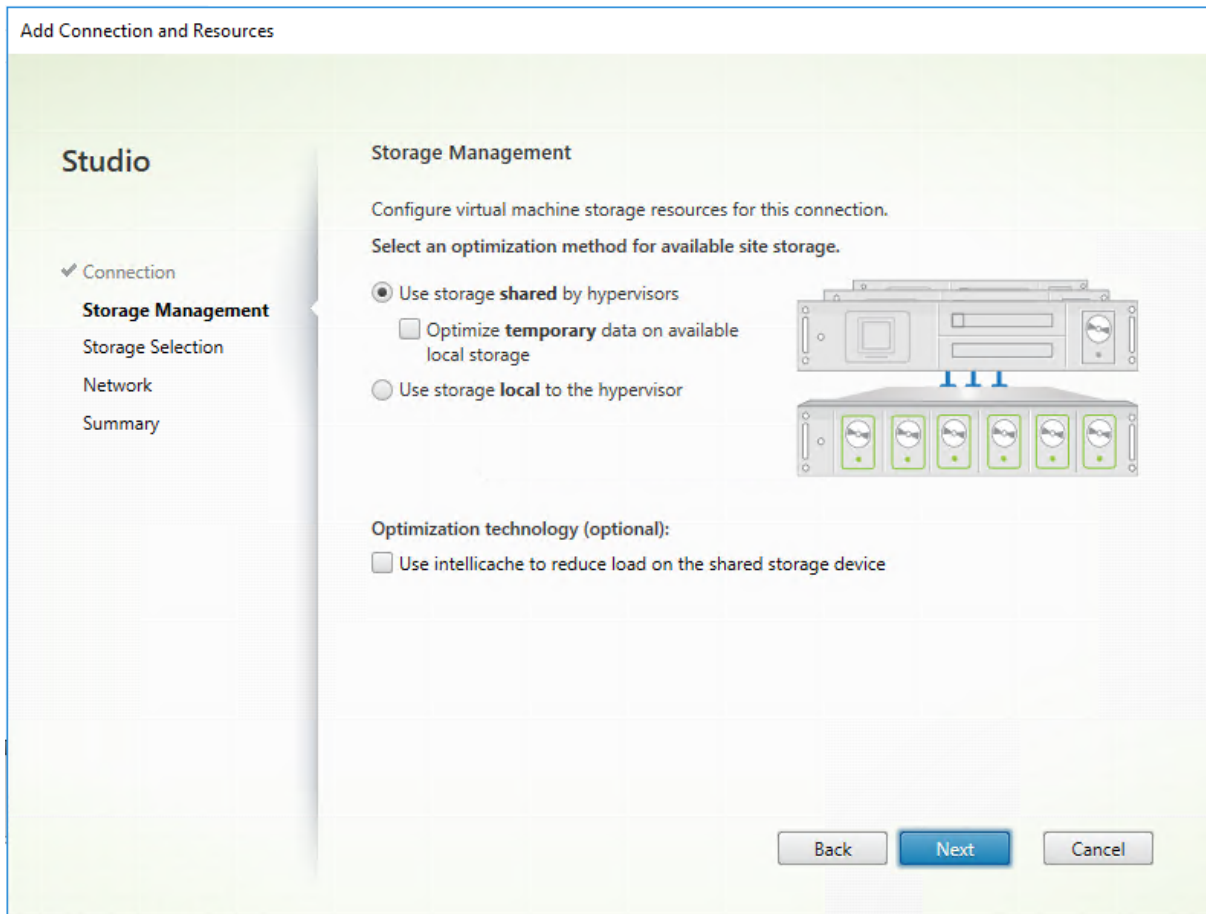 Add Connection and Resources
Studio
Connection
Storage Management
Storage Selection
Network
Summary
Storage Management
Configure virtual machine storage resources for this connection.
Select an optimization method for available site storage.
Use storage shared by hypervisors
Optimize temporary data on available
local storage
Use storage local to the hypervisor
Optimization technology (optional):
Use intellicache to reduce load on the shared storage device
Back
Next
Cancel